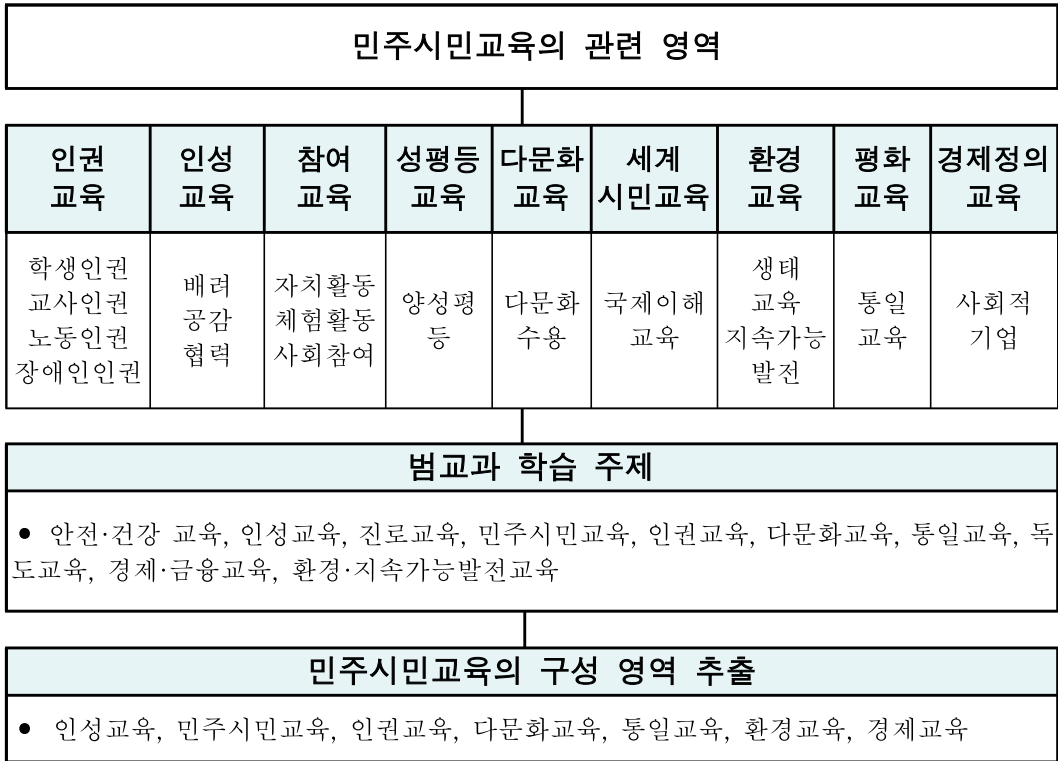 민주시민교육의 관련 영역
인권
교육
인성
교육
참여
교육
성평등
교육
다문화
교육
세계
시민교육
환경
교육
평화
교육
경제정의
교육
학생인권
교사인권
노동인권
장애인인권
배려
공감
협력
자치활동
체험활동
사회참여
양성평
등
다문화
수용
국제이해
교육
생태
교육
지속가능
발전
통일
교육
사회적
기업
범교과 학습 주제
● 안전·건강 교육, 인성교육, 진로교육, 민주시민교육, 인권교육, 다문화교육, 통일교육, 독
도교육, 경제·금융교육, 환경·지속가능발전교육
민주시민교육의 구성 영역 추출
● 인성교육, 민주시민교육, 인권교육, 다문화교육, 통일교육, 환경교육, 경제교육